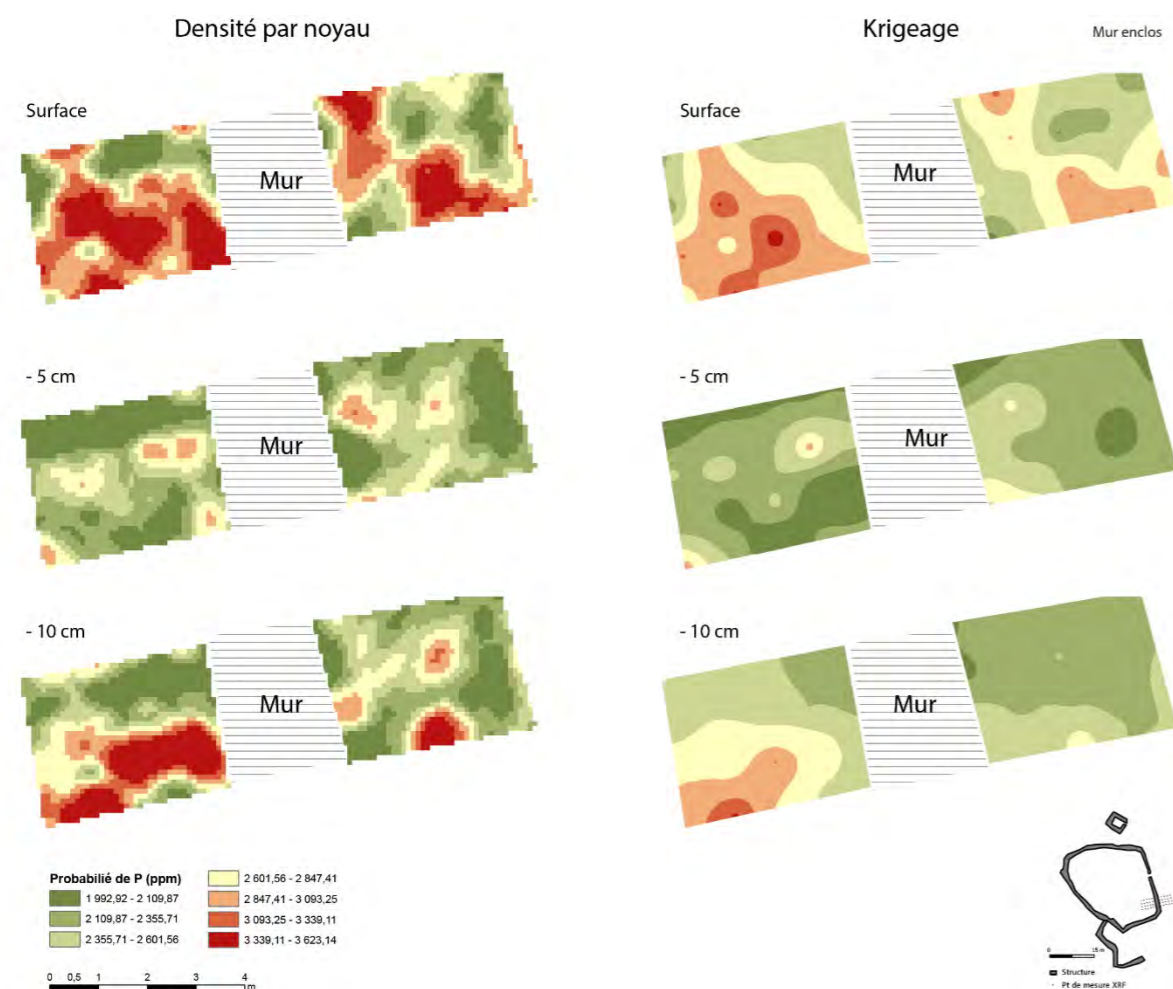 Densité par noyau
Krigeage
Mur enclos
Surface
Mur
Surface
Mur
- 5 cm
Mur
- 5 cm
Mur
- 10 cm
Mur
- 10 cm
Mur
Probabilié de P (ppm)
1 992,92 - 2 109,87
2 109,87 - 2 355,71
2 355,71 - 2 601,56
2 601,56 - 2 847,41
2 847,41 - 3 093,25
3 093,25 - 3 339,11
3 339,11 - 3 623,14
0 0,5 1 2 3 4
m
0 15 m
Structure
Pt de mesure XRF